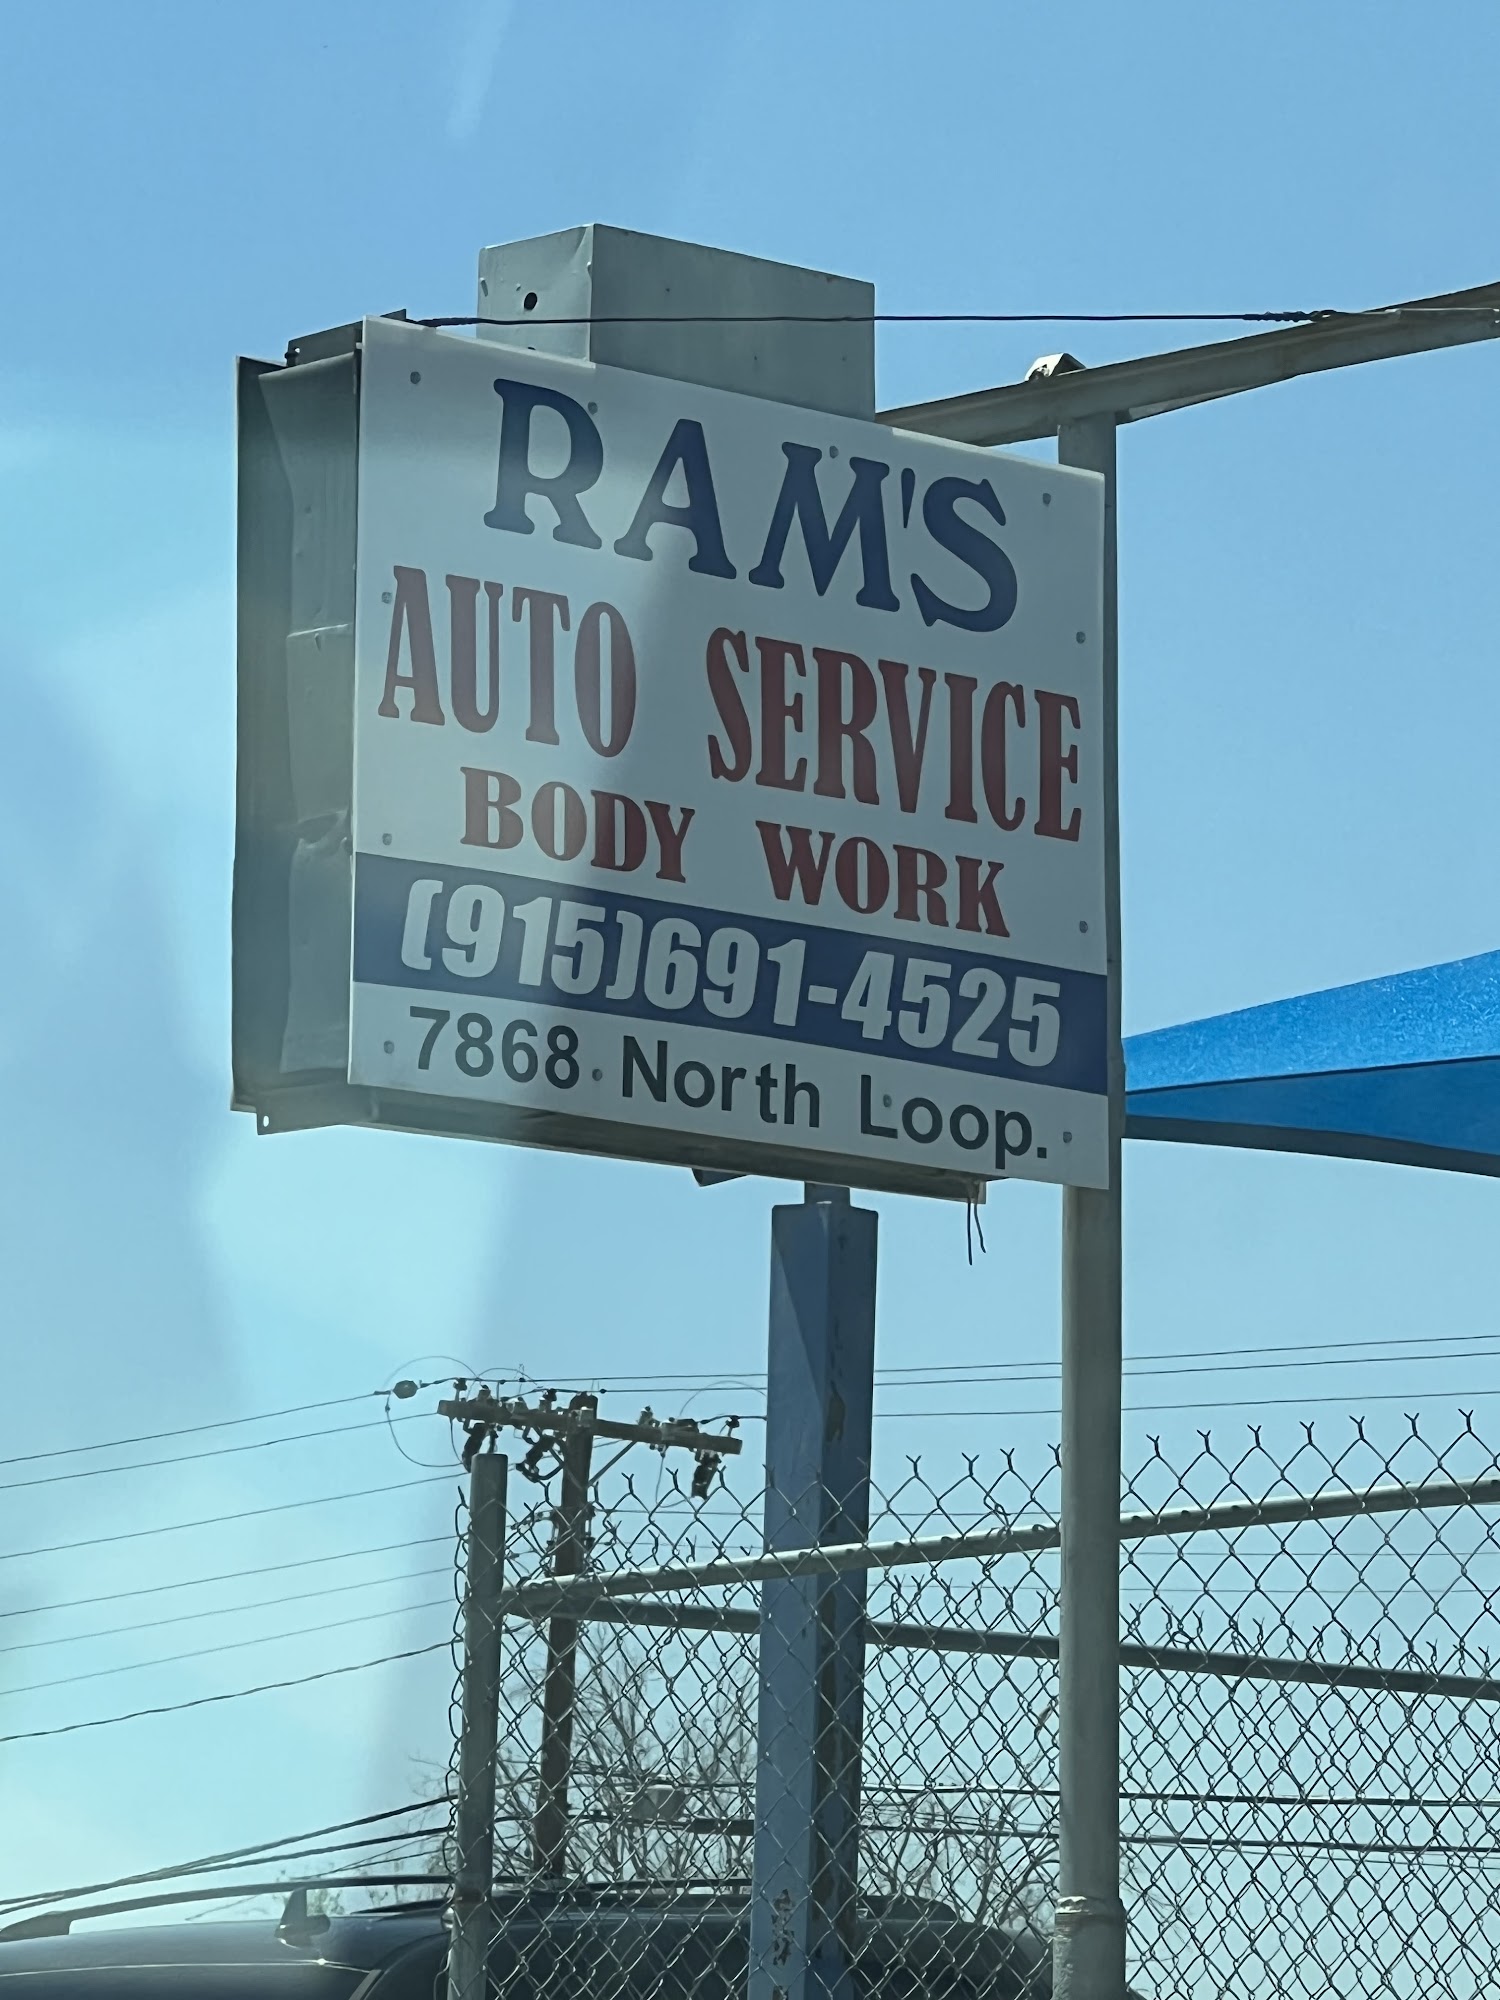 RAM'S
AUTO SERVICE
BODY WORK
(915)691-4525
7868 North Loop.